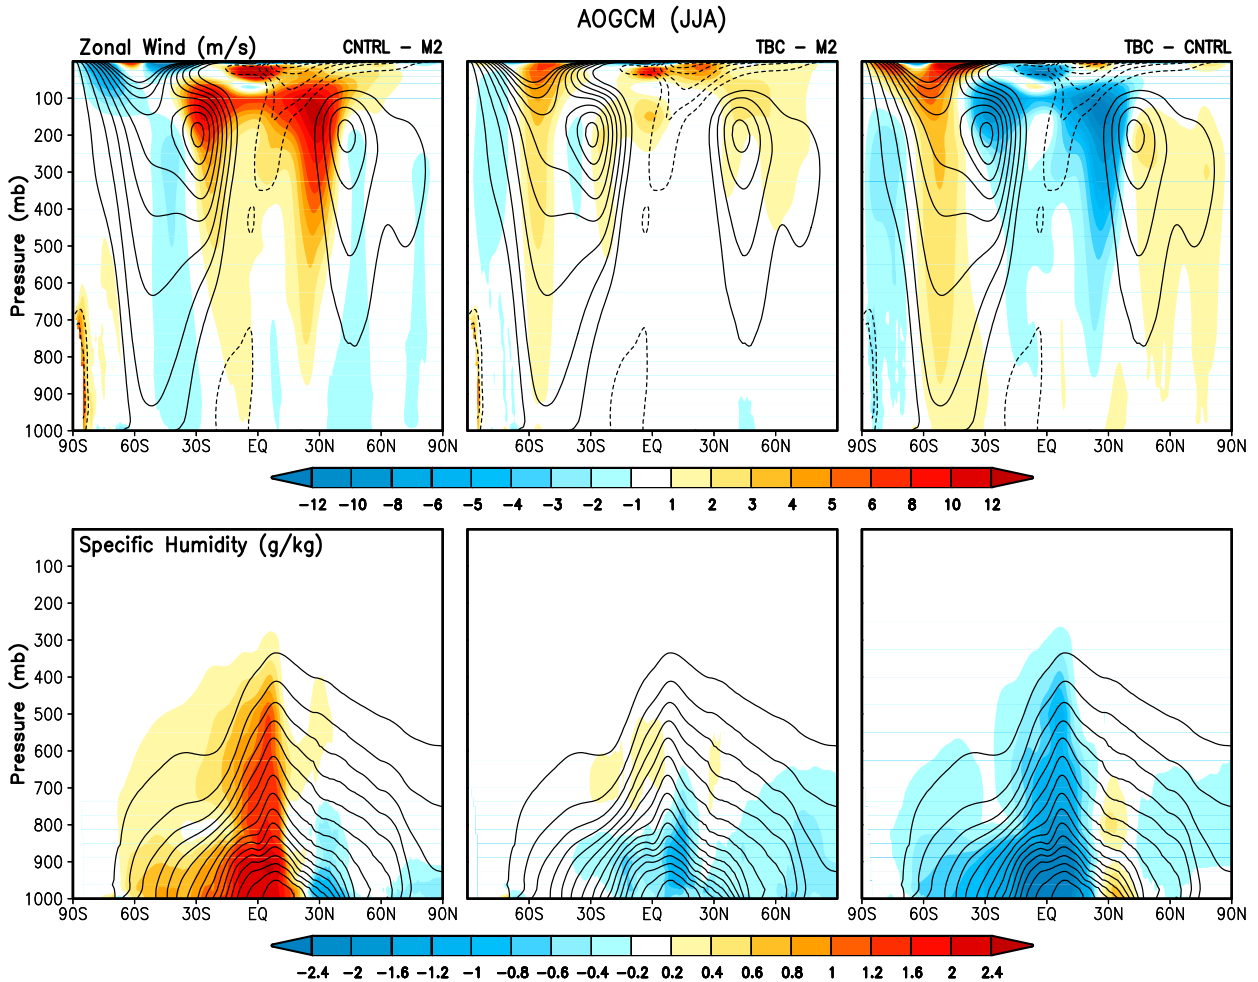 AOGCM (JJA)
Zonal Wind (m/s) CNTRL - M2 TBC - M2 TBC - CNTRL
100
200
300
400
500
600
700
800
900
1000
Pressure (mb)
90S 60S 30S EQ 30N 60N 90N 60S 30S EQ 30N 60N 90S 60S 30S EQ 30N 60N 90N
-12 -10 -8 -6 -5 -4 -3 -2 -1 1 2 3 4 5 6 8 10 12
Specific Humidity (g/kg)
100
200
300
400
500
600
700
800
900
1000
Pressure (mb)
90S 60S 30S EQ 30N 60N 90N 60S 30S EQ 30N 60N 90S 60S 30S EQ 30N 60N 90N
-2.4 -2 -1.6 -1.2 -1 -0.8 -0.6 -0.4 -0.2 0.2 0.4 0.6 0.8 1 1.2 1.6 2 2.4